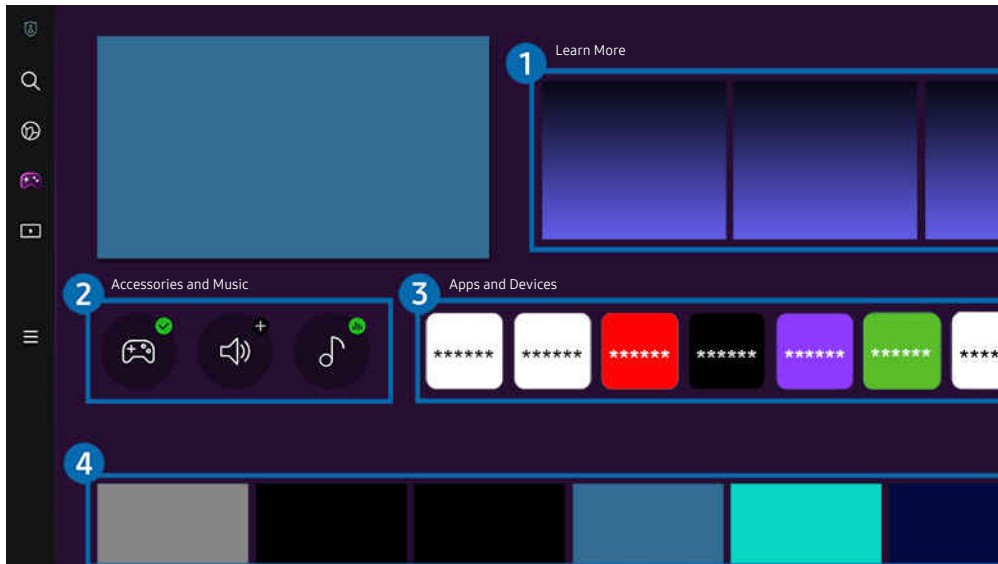 1 Learn More
2 Accessories and Music
3 Apps and Devices
****** ****** ****** ****** ****** ****** ****
4